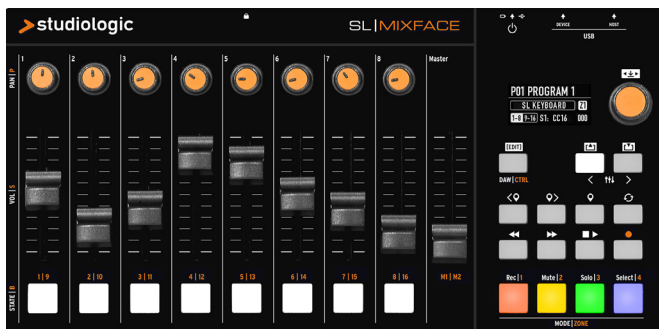 studiologic
SL|MIXFACE
DEVICE
HOST
USB
PAN|P
1
2
3
4
5
6
7
8
Master
P01 PROGRAM 1
SL KEYBOARD Z1
1-8 9-16 S1: CC16 000
VOL|S
[EDIT]
DAW|CTRL
1|9
2|10
3|11
4|12
5|13
6|14
7|15
8|16
M1|M2
STATE|B
Rec|1
Mute|2
Solo|3
Select|4
MODE|ZONE